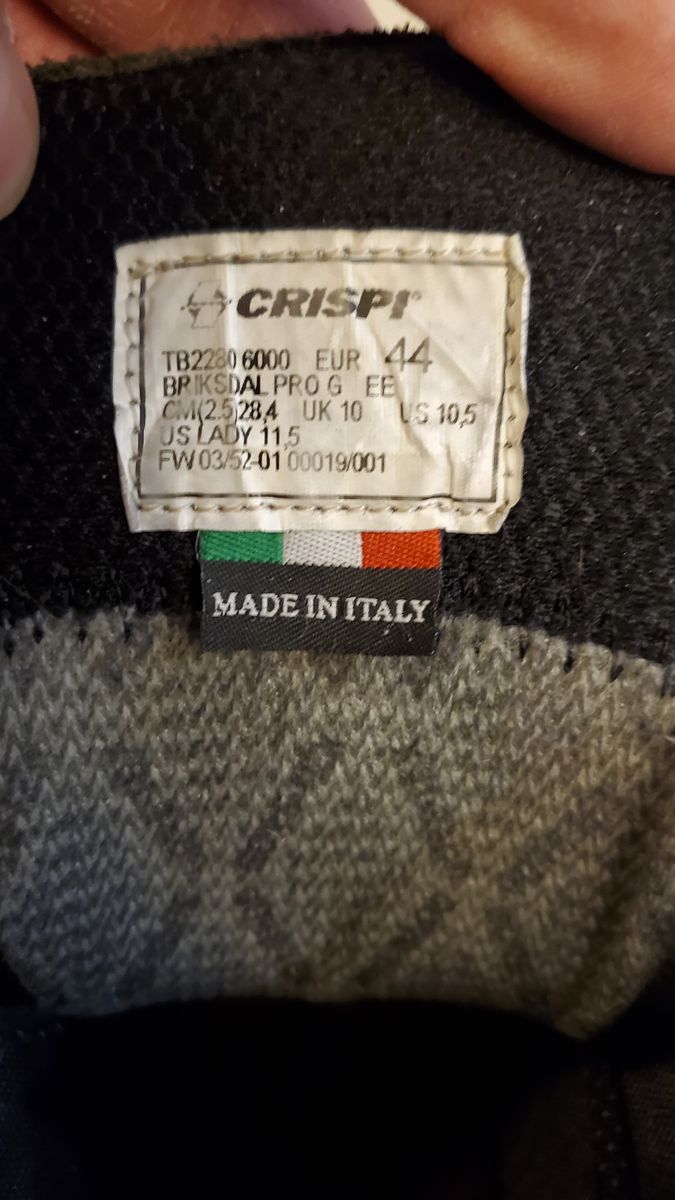 CRISPI
TB2280 6000 EUR 44
BRIKSDAL PRO G EE
CM(2.5)28,4 UK 10 US 10,5
US LADY 11,5
FW 03/52-01 00019/001
MADE IN ITALY